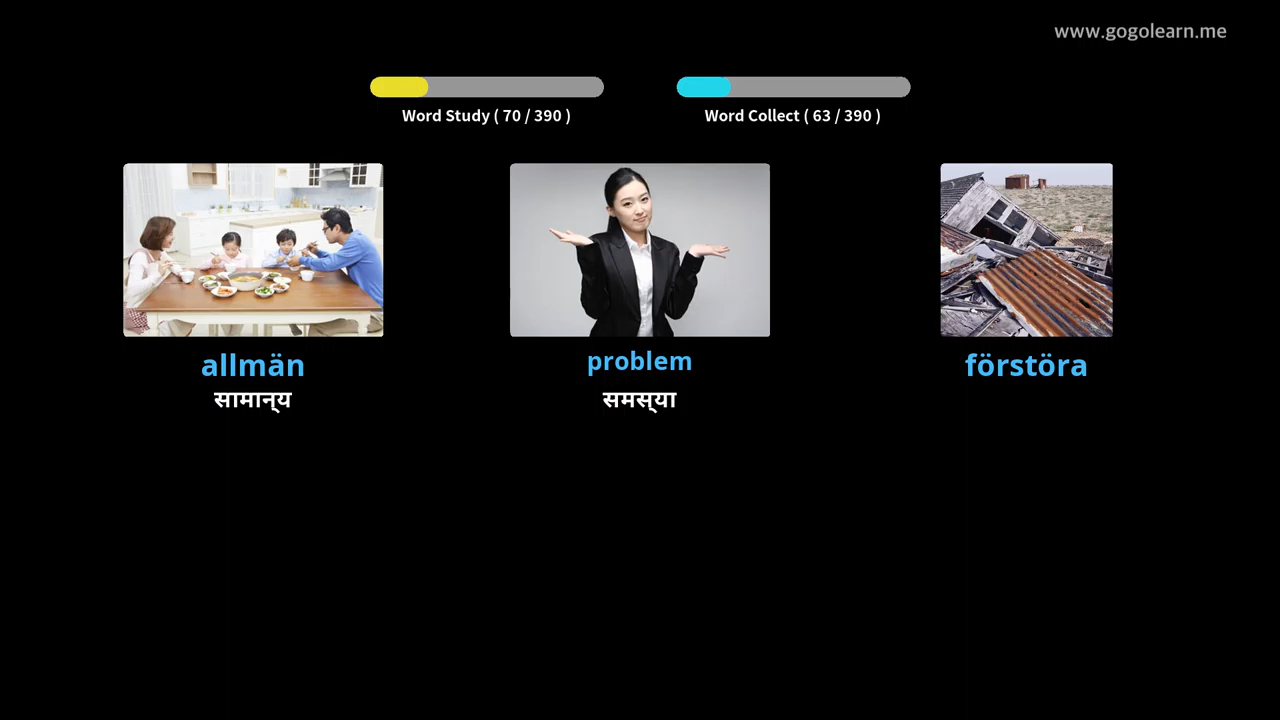 www.gogolearn.me
Word Study ( 70 / 390 )
Word Collect ( 63 / 390 )
allmän
problem
förstöra
सामान्य
समस्या